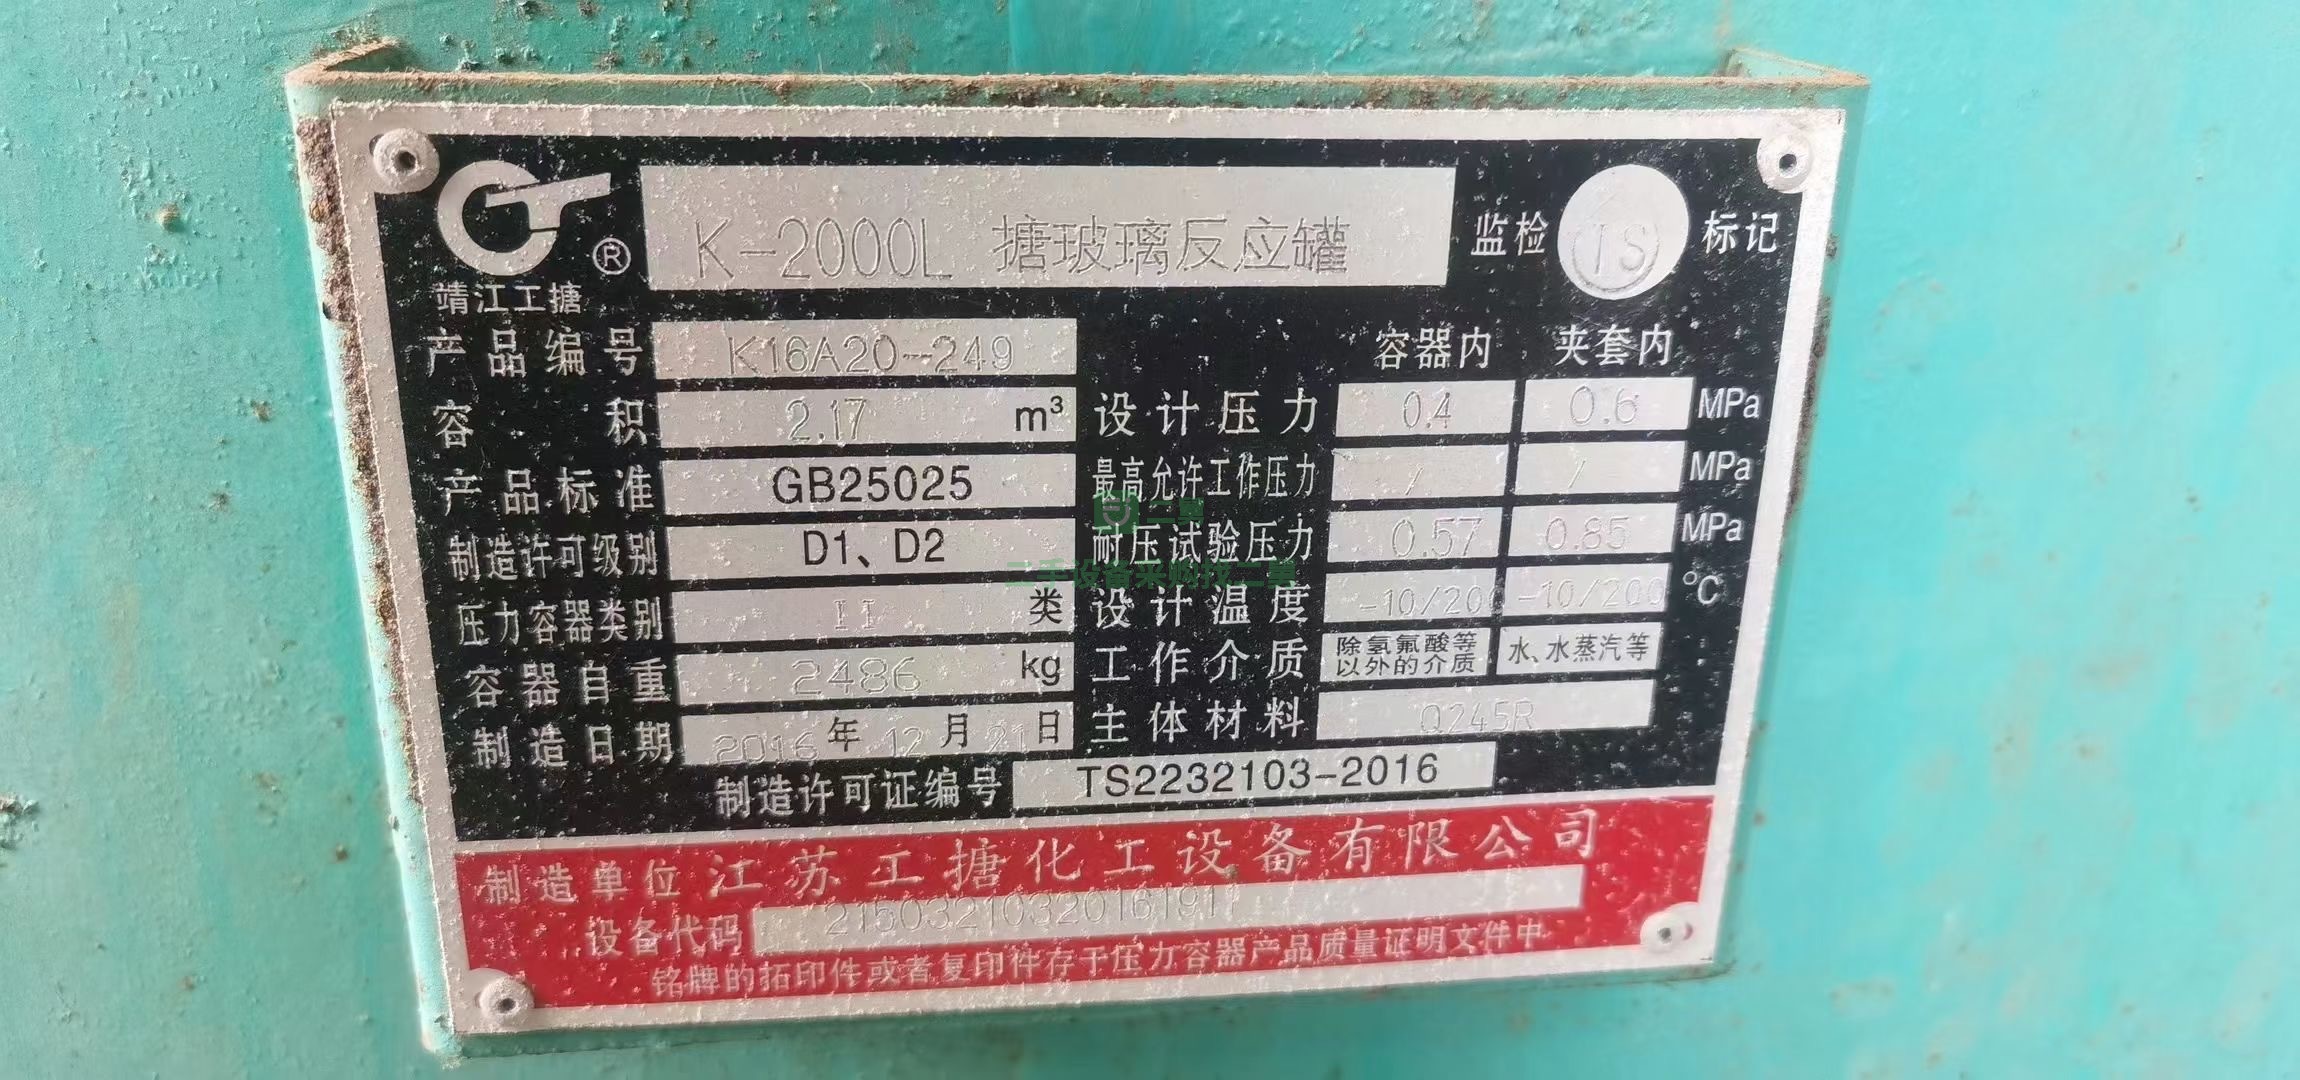 K-2000L 搪玻璃反应罐
监检 TS 标记
®
靖江工搪
容器内 夹套内
产品编号 K16A20-249
容积 2.17 m³
设计压力 0.4 0.6 MPa
产品标准 GB25025
最高允许工作压力 / / MPa
制造许可级别 D1、D2
耐压试验压力 0.57 0.85 MPa
压力容器类别 II 类
设计温度 -10/200 -10/200 ℃
容器自重 2486 kg
工作介质 除氢氟酸等以外的介质 水、水蒸汽等
制造日期 2016 年 12 月 21 日
主体材料 Q245R
制造许可证编号 TS2232103-2016
制造单位 江苏工搪化工设备有限公司
设备代码 21503210320161911
铭牌的拓印件或者复印件存于压力容器产品质量证明文件中
二手设备采购找二蒙